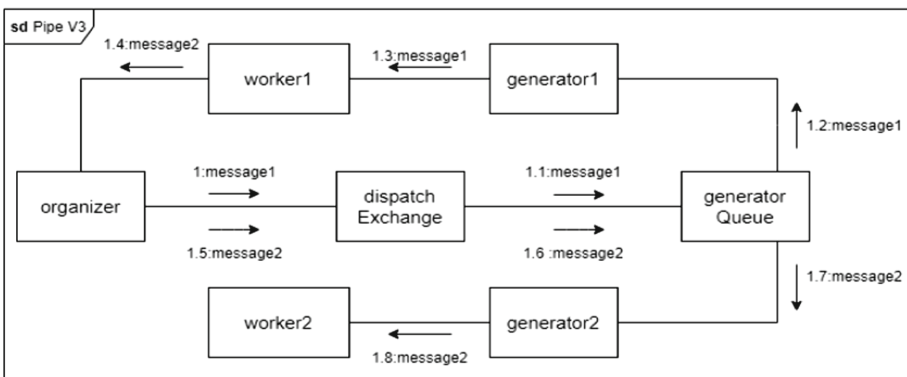 sd Pipe V3
1.4:message2
worker1
1.3:message1
generator1
1.2:message1
organizer
1:message1
1.5:message2
dispatch
Exchange
1.1:message1
1.6 :message2
generator
Queue
1.7:message2
worker2
1.8:message2
generator2